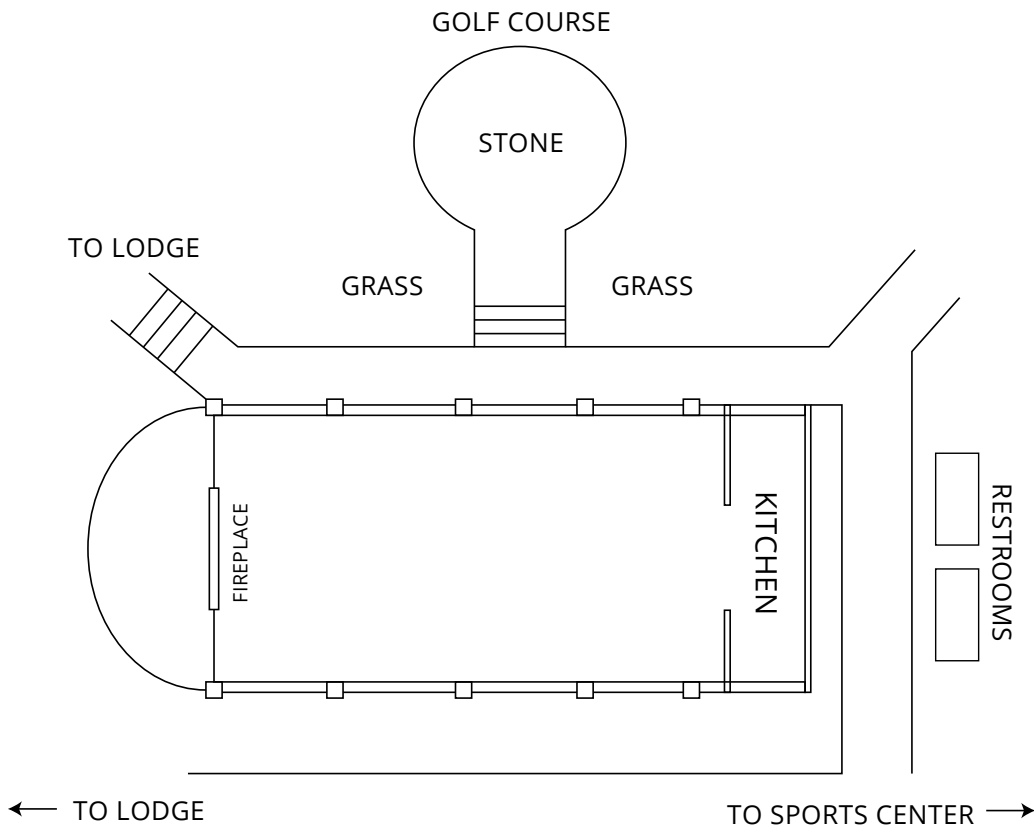 GOLF COURSE
STONE
TO LODGE
GRASS
GRASS
FIREPLACE
KITCHEN
RESTROOMS
TO LODGE
TO SPORTS CENTER